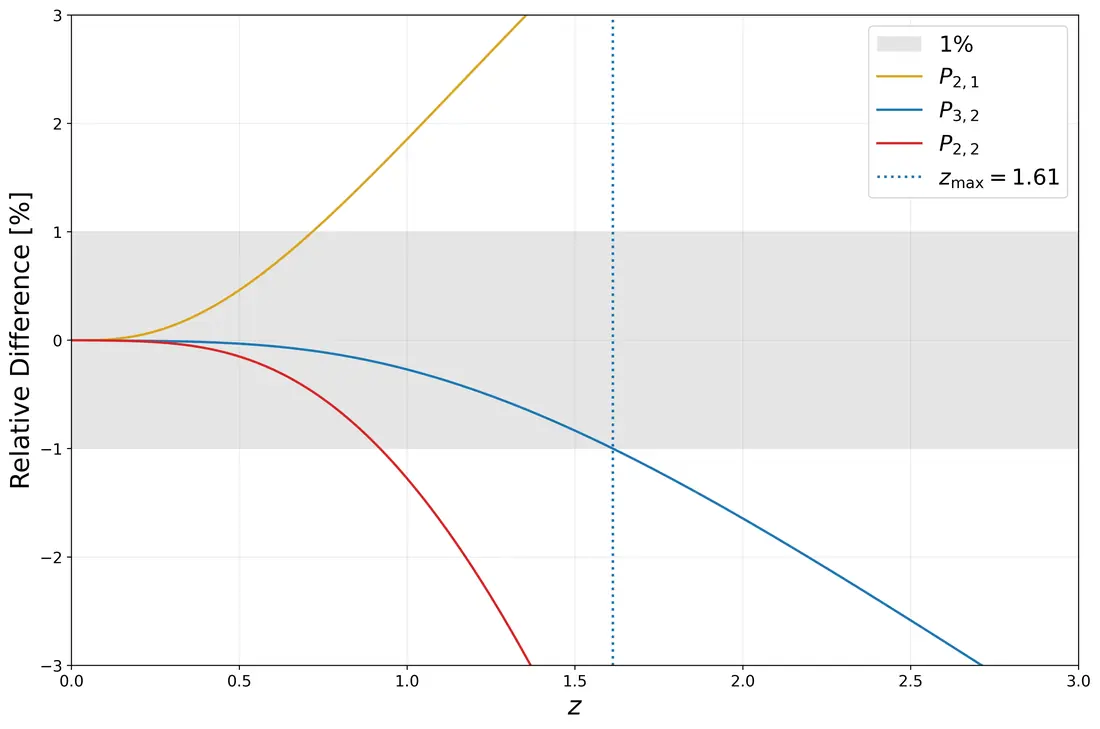 3
2
1
0
−1
−2
−3
Relative Difference [%]
0.0 0.5 1.0 1.5 2.0 2.5 3.0
z
1%
P2, 1
P3, 2
P2, 2
zmax = 1.61